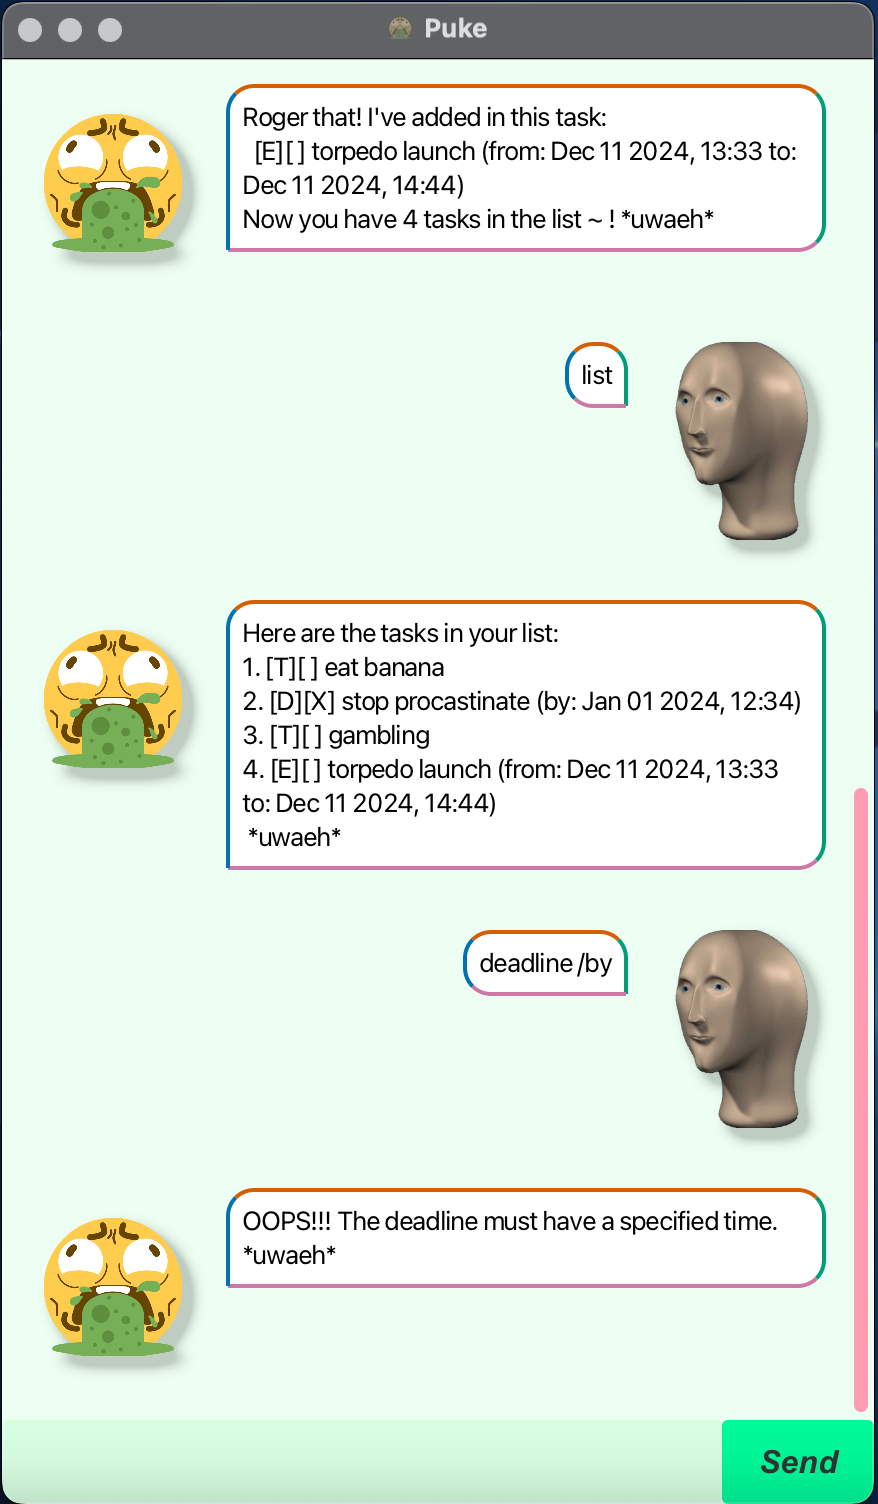 Puke
Roger that! I've added in this task:
[E][ ] torpedo launch (from: Dec 11 2024, 13:33 to:
Dec 11 2024, 14:44)
Now you have 4 tasks in the list ~ ! *uwaeh*
list
Here are the tasks in your list:
1. [T][ ] eat banana
2. [D][X] stop procastinate (by: Jan 01 2024, 12:34)
3. [T][ ] gambling
4. [E][ ] torpedo launch (from: Dec 11 2024, 13:33
to: Dec 11 2024, 14:44)
*uwaeh*
deadline /by
OOPS!!! The deadline must have a specified time.
*uwaeh*
Send